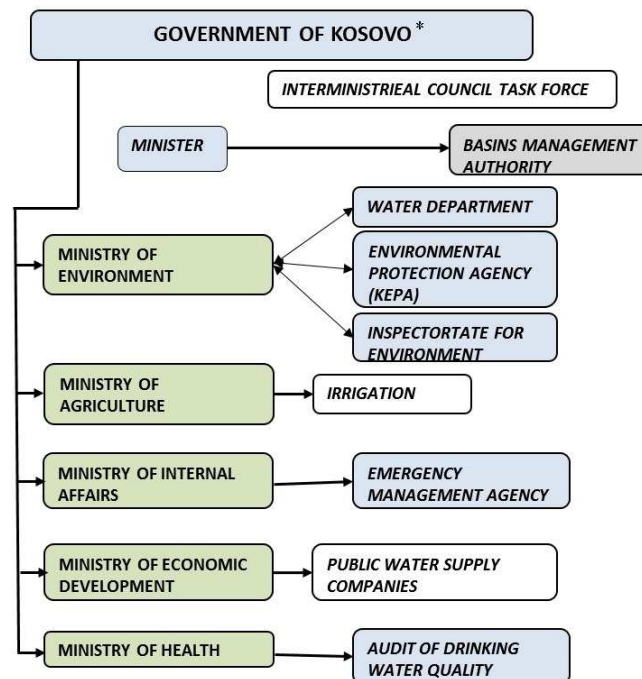 GOVERNMENT OF KOSOVO*
INTERMINISTRIEAL COUNCIL TASK FORCE
MINISTER
BASINS MANAGEMENT
AUTHORITY
WATER DEPARTMENT
MINISTRY OF
ENVIRONMENT
ENVIRONMENTAL
PROTECTION AGENCY
(KEPA)
INSPECTORTATE FOR
ENVIRONMENT
MINISTRY OF
AGRICULTURE
IRRIGATION
MINISTRY OF INTERNAL
AFFAIRS
EMERGENCY
MANAGEMENT AGENCY
MINISTRY OF ECONOMIC
DEVELOPMENT
PUBLIC WATER SUPPLY
COMPANIES
MINISTRY OF HEALTH
AUDIT OF DRINKING
WATER QUALITY